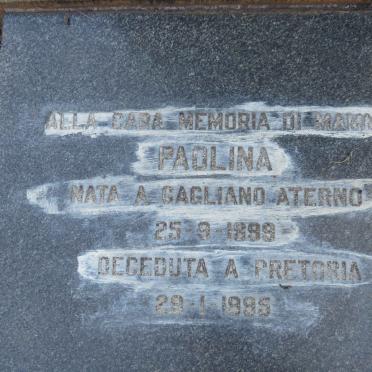 ALLA CARA MEMORIA DI
PAOLINA
NATA A GAGLIANO ATERNO
25-9-1899
DECEDUTA A PRETORIA
29-1-1995